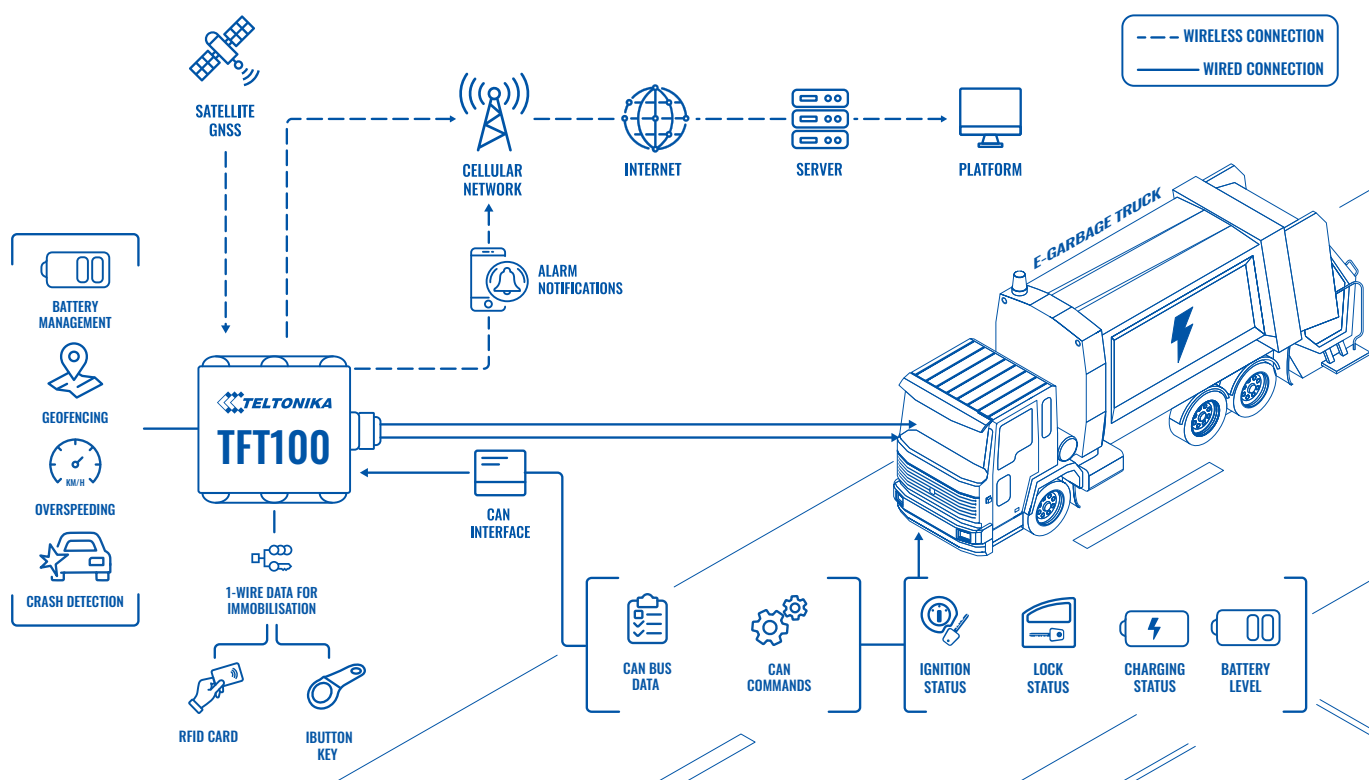 WIRELESS CONNECTION
WIRED CONNECTION
SATELLITE
GNSS
CELLULAR
NETWORK
INTERNET
SERVER
PLATFORM
E-GARBAGE TRUCK
ALARM
NOTIFICATIONS
BATTERY
MANAGEMENT
GEOFENCING
KM/H
OVERSPEEDING
CRASH DETECTION
TELTONIKA
TFT100
CAN
INTERFACE
1-WIRE DATA FOR
IMMOBILISATION
RFID CARD
IBUTTON
KEY
CAN BUS
DATA
CAN
COMMANDS
IGNITION
STATUS
LOCK
STATUS
CHARGING
STATUS
BATTERY
LEVEL